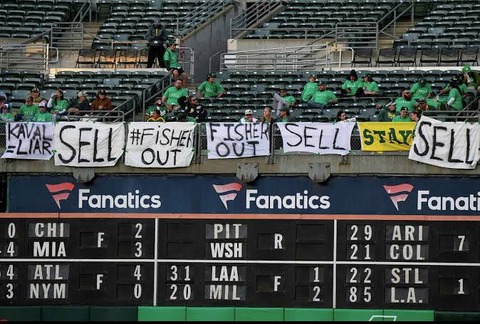 KAVAL
=LIAR
SELL
#FISHER
OUT
FISHER
OUT
SELL
STAY
SELL
Fanatics
Fanatics
Fanati
0 CHI F 2
4 MIA 3
PIT R
WSH
29 ARI 7
21 COL
4 ATL F 4
3 NYM 0
31 LAA F 1
20 MIL 2
22 STL 1
85 L.A.